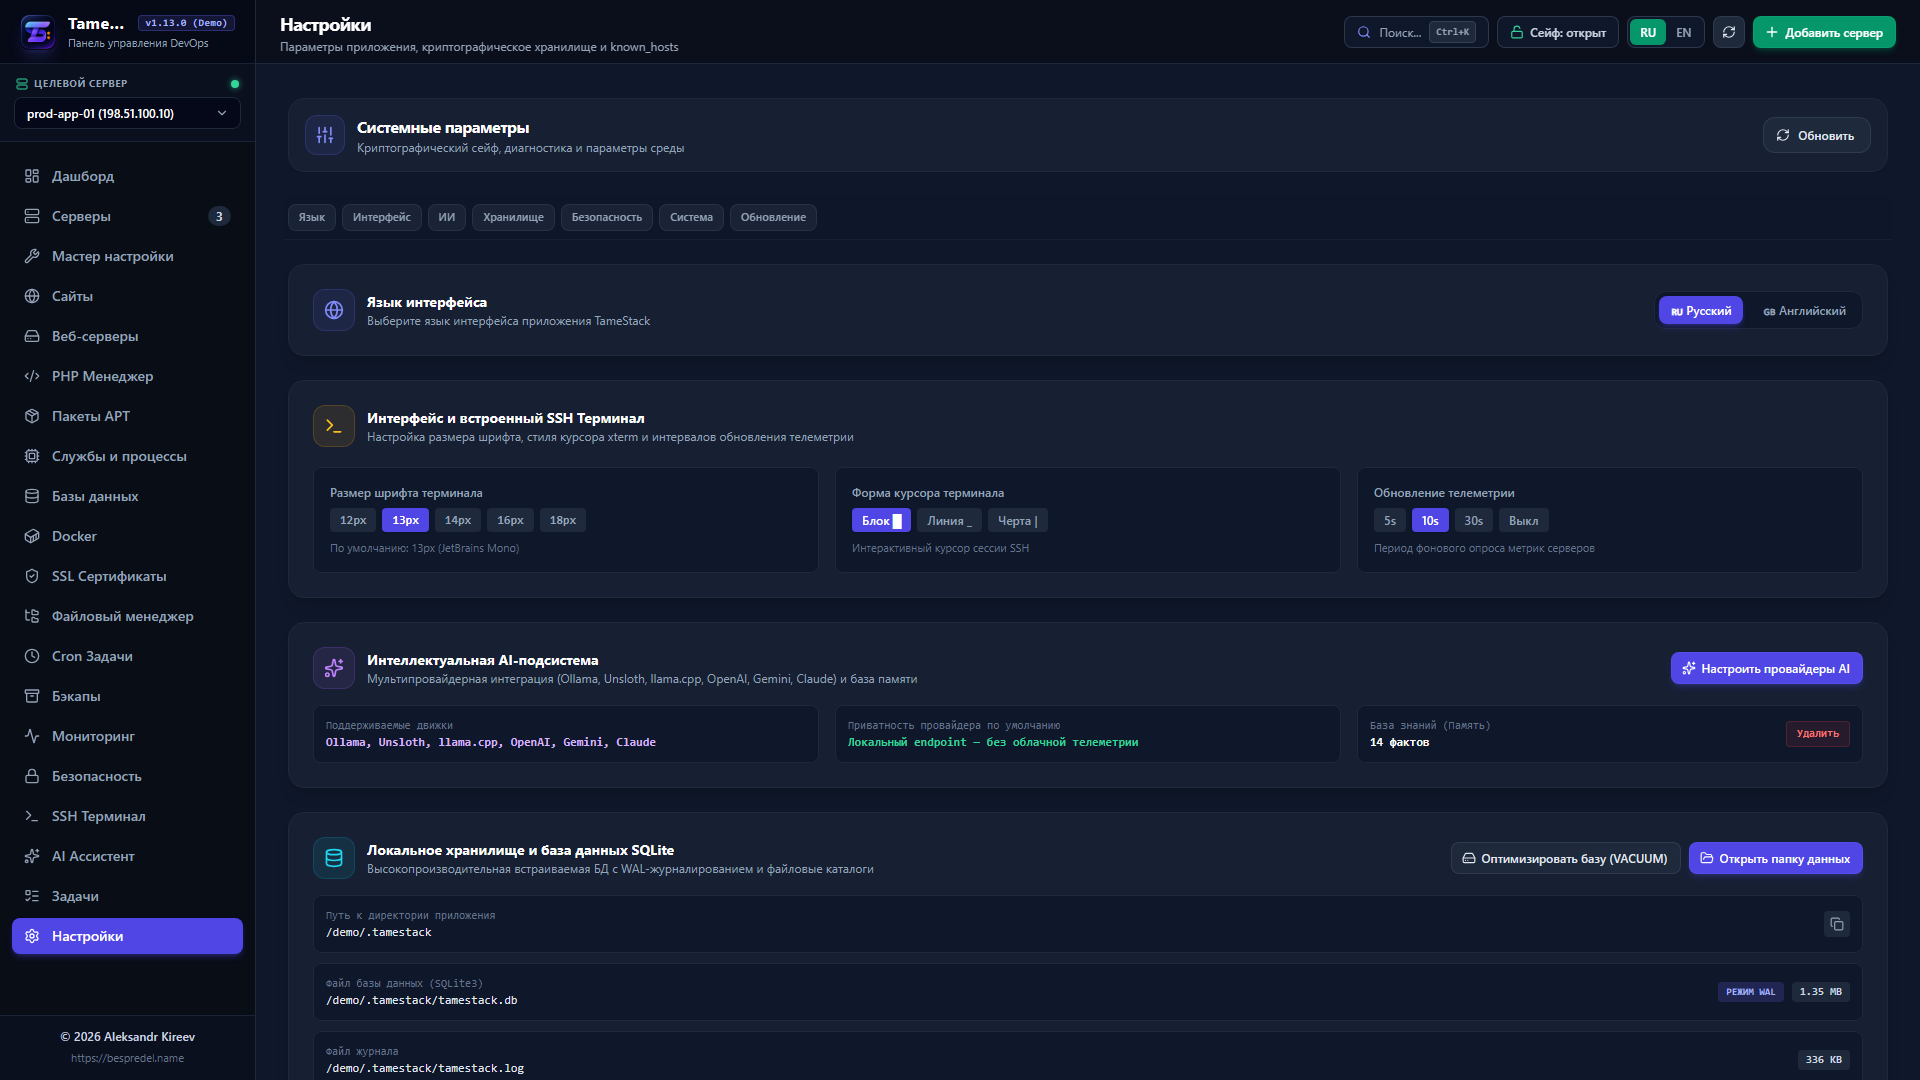 Tame... v1.13.0 (Demo)
Панель управления DevOps
ЦЕЛЕВОЙ СЕРВЕР
prod-app-01 (198.51.100.10)
Дашборд
Серверы 3
Мастер настройки
Сайты
Веб-серверы
PHP Менеджер
Пакеты APT
Службы и процессы
Базы данных
Docker
SSL Сертификаты
Файловый менеджер
Cron Задачи
Бэкапы
Мониторинг
Безопасность
SSH Терминал
AI Ассистент
Задачи
Настройки
© 2026 Aleksandr Kireev
https://bespredel.name
Настройки
Параметры приложения, криптографическое хранилище и known_hosts
Поиск... Ctrl+K
Сейф: открыт
RU EN
Добавить сервер
Системные параметры
Криптографический сейф, диагностика и параметры среды
Обновить
Язык Интерфейс ИИ Хранилище Безопасность Система Обновление
Язык интерфейса
Выберите язык интерфейса приложения TameStack
RU Русский GB Английский
Интерфейс и встроенный SSH Терминал
Настройка размера шрифта, стиля курсора xterm и интервалов обновления телеметрии
Размер шрифта терминала
12px 13px 14px 16px 18px
По умолчанию: 13px (JetBrains Mono)
Форма курсора терминала
Блок █ Линия _ Черта |
Интерактивный курсор сессии SSH
Обновление телеметрии
5s 10s 30s Выкл
Период фонового опроса метрик серверов
Интеллектуальная AI-подсистема
Мультипровайдерная интеграция (Ollama, Unsloth, llama.cpp, OpenAI, Gemini, Claude) и база памяти
Настроить провайдеры AI
Поддерживаемые движки
Ollama, Unsloth, llama.cpp, OpenAI, Gemini, Claude
Приватность провайдера по умолчанию
Локальный endpoint — без облачной телеметрии
База знаний (Память)
14 фактов
Удалить
Локальное хранилище и база данных SQLite
Высокопроизводительная встраиваемая БД с WAL-журналированием и файловые каталоги
Оптимизировать базу (VACUUM)
Открыть папку данных
Путь к директории приложения
/demo/.tamestack
Файл базы данных (SQLite3)
/demo/.tamestack/tamestack.db
РЕЖИМ WAL 1.35 MB
Файл журнала
/demo/.tamestack/tamestack.log
336 KB